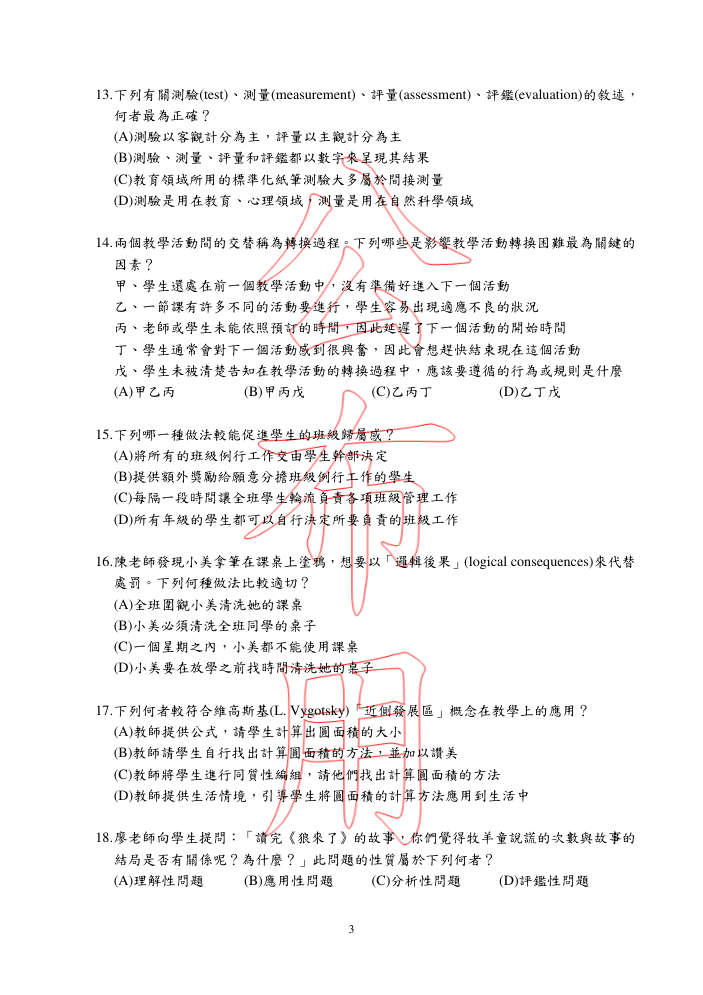 13.下列有關測驗(test)、測量(measurement)、評量(assessment)、評鑑(evaluation)的敘述，
何者最為正確？
(A)測驗以客觀計分為主，評量以主觀計分為主
(B)測驗、測量、評量和評鑑都以數字來呈現其結果
(C)教育領域所用的標準化紙筆測驗大多屬於間接測量
(D)測驗是用在教育、心理領域，測量是用在自然科學領域
14.兩個教學活動間的交替稱為轉換過程。下列哪些是影響教學活動轉換困難最為關鍵的
因素？
甲、學生還處在前一個教學活動中，沒有準備好進入下一個活動
乙、一節課有許多不同的活動要進行，學生容易出現適應不良的狀況
丙、老師或學生未能依照預訂的時間，因此延遲了下一個活動的開始時間
丁、學生通常會對下一個活動感到很興奮，因此會想趕快結束現在這個活動
戊、學生未被清楚告知在教學活動的轉換過程中，應該要遵循的行為或規則是什麼
(A)甲乙丙 (B)甲丙戊 (C)乙丙丁 (D)乙丁戊
15.下列哪一種做法較能促進學生的班級歸屬感？
(A)將所有的班級例行工作交由學生幹部決定
(B)提供額外獎勵給願意分擔班級例行工作的學生
(C)每隔一段時間讓全班學生輪流負責各項班級管理工作
(D)所有年級的學生都可以自行決定所要負責的班級工作
16.陳老師發現小美拿筆在課桌上塗鴉，想要以「邏輯後果」(logical consequences)來代替
處罰。下列何種做法比較適切？
(A)全班圍觀小美清洗她的課桌
(B)小美必須清洗全班同學的桌子
(C)一個星期之內，小美都不能使用課桌
(D)小美要在放學之前找時間清洗她的桌子
17.下列何者較符合維高斯基(L. Vygotsky)「近側發展區」概念在教學上的應用？
(A)教師提供公式，請學生計算出圓面積的大小
(B)教師請學生自行找出計算圓面積的方法，並加以讚美
(C)教師將學生進行同質性編組，請他們找出計算圓面積的方法
(D)教師提供生活情境，引導學生將圓面積的計算方法應用到生活中
18.廖老師向學生提問：「讀完《狼來了》的故事，你們覺得牧羊童說謊的次數與故事的
結局是否有關係呢？為什麼？」此問題的性質屬於下列何者？
(A)理解性問題 (B)應用性問題 (C)分析性問題 (D)評鑑性問題
3
公布用